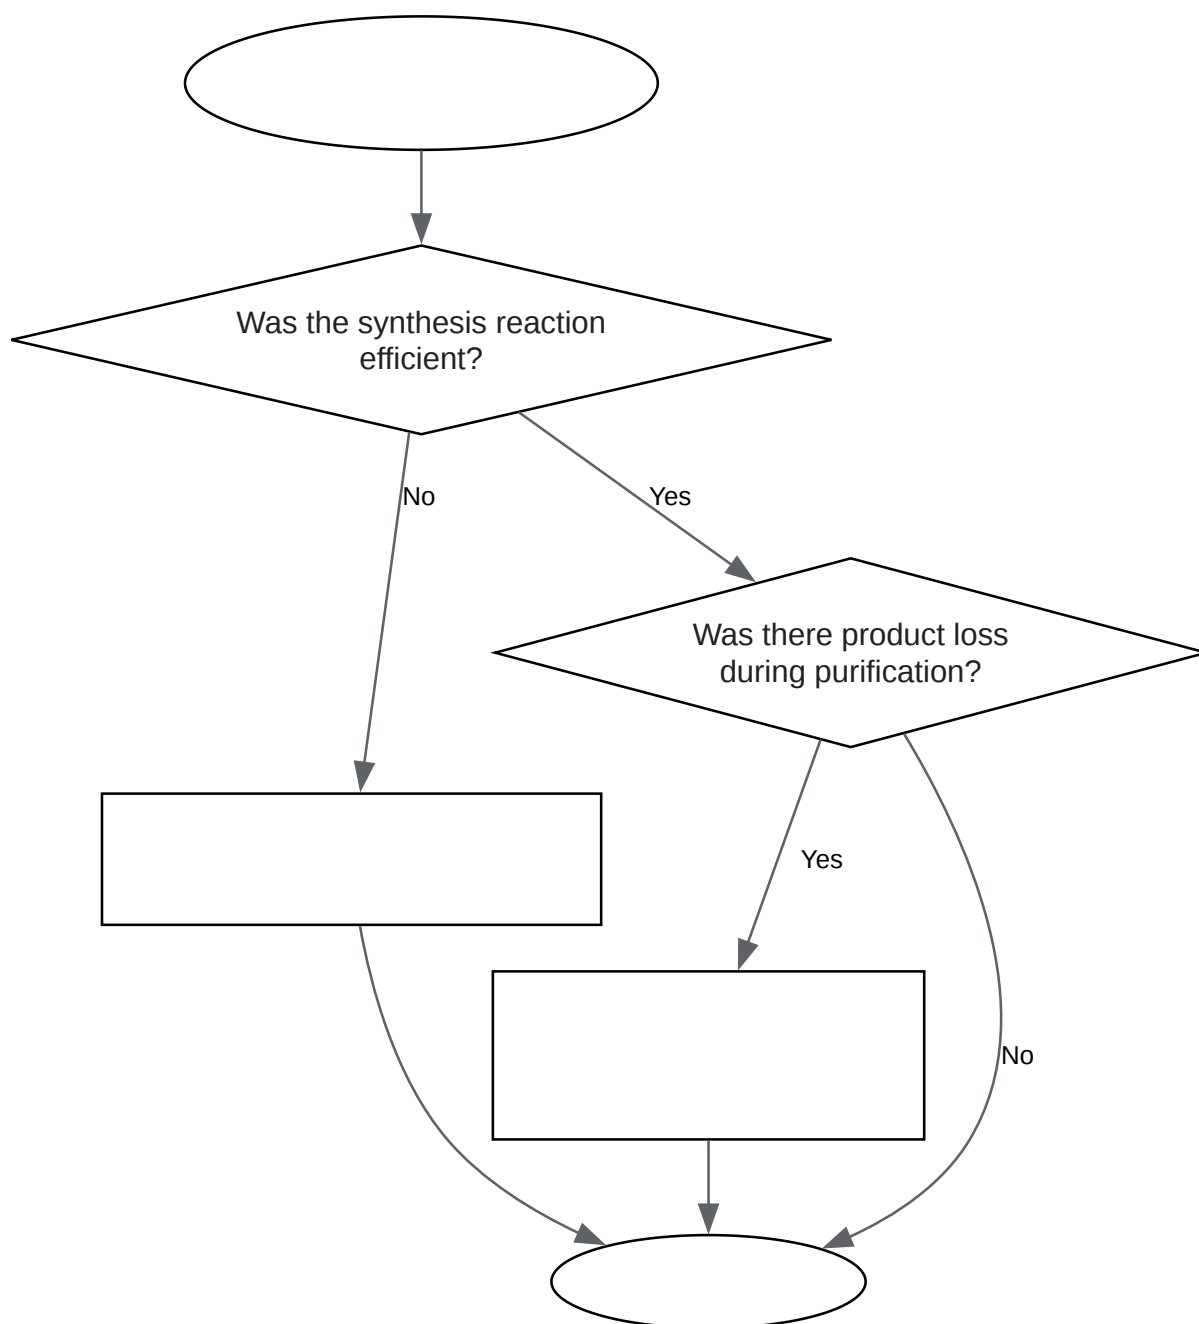 Was the synthesis reaction
efficient?
No
Yes
Was there product loss
during purification?
Yes
No